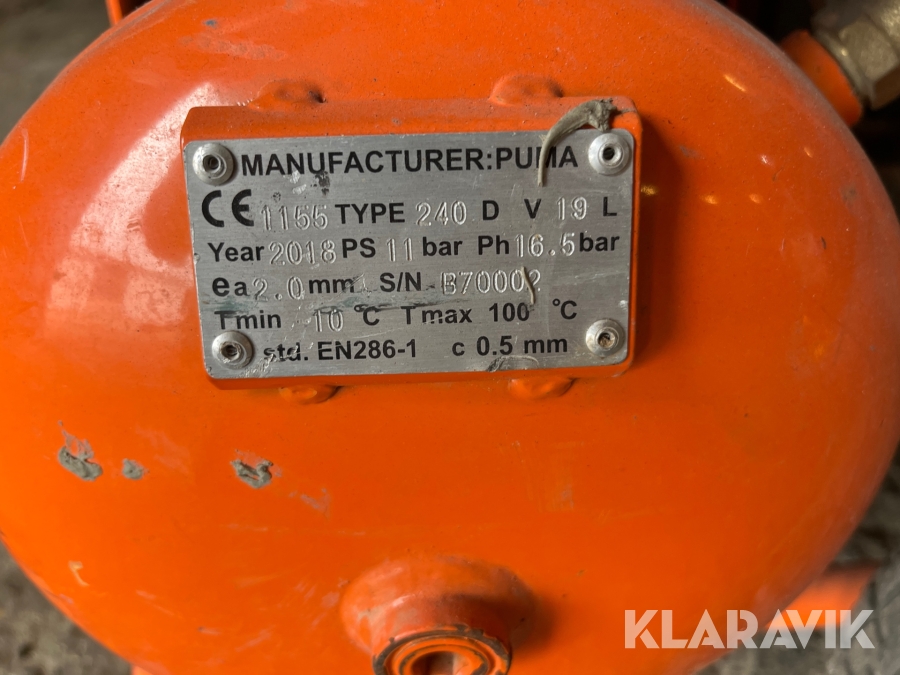 MANUFACTURER:PUMA
CE 1155 TYPE 240 D V 19 L
Year 2018 PS 11 bar Ph 16.5 bar
ea 2.0 mm S/N B70002
Tmin -10 °C Tmax 100 °C
std. EN286-1 c 0.5 mm
KLARAVIK